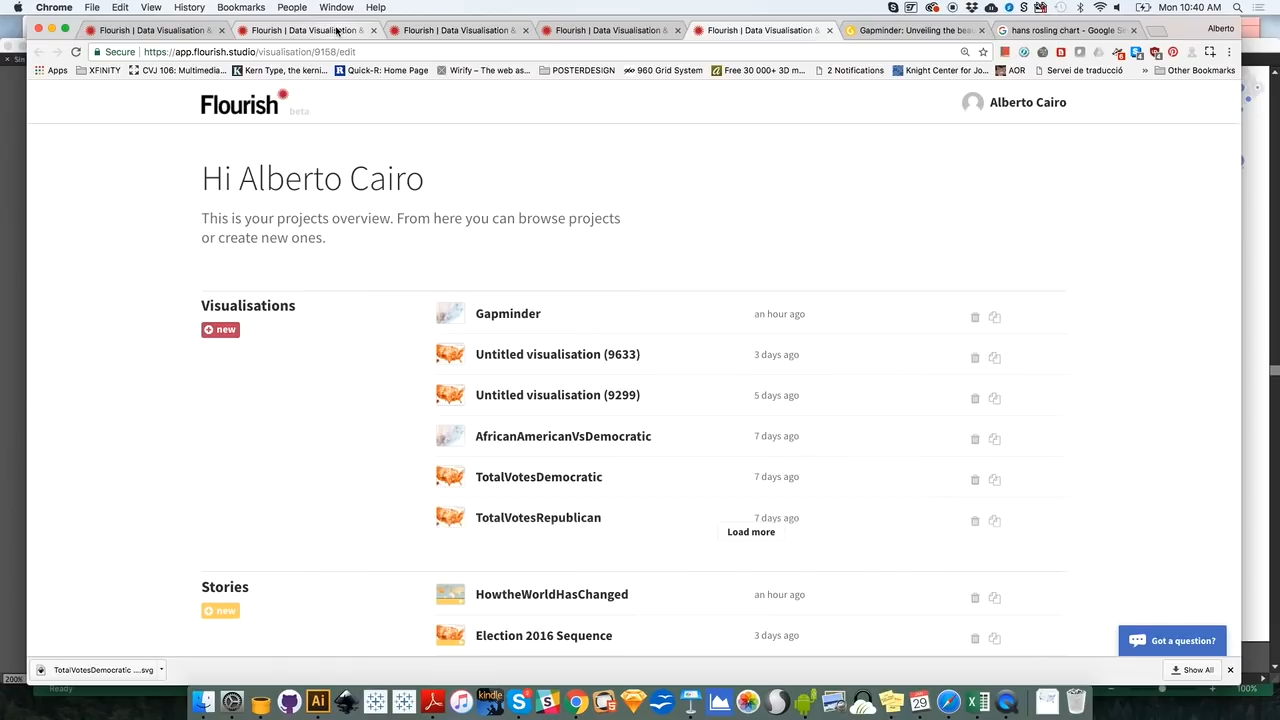 Chrome File Edit View History Bookmarks People Window Help Mon 10:40 AM
Flourish | Data Visualisation & Flourish | Data Visualisation & Flourish | Data Visualisation & Flourish | Data Visualisation & Flourish | Data Visualisation & Gapminder: Unveiling the beau hans rosling chart - Google Se Alberto
Secure https://app.flourish.studio/visualisation/9158/edit
Apps XFINITY CVJ 106: Multimedia... Kern Type, the kerni... Quick-R: Home Page Wirify – The web as... POSTERDESIGN 960 Grid System Free 30 000+ 3D m... 2 Notifications Knight Center for Jo... AOR Servei de traducció » Other Bookmarks
Flourish
beta
Alberto Cairo
Hi Alberto Cairo
This is your projects overview. From here you can browse projects
or create new ones.
Visualisations
new
Gapminder an hour ago
Untitled visualisation (9633) 3 days ago
Untitled visualisation (9299) 5 days ago
AfricanAmericanVsDemocratic 7 days ago
TotalVotesDemocratic 7 days ago
TotalVotesRepublican 7 days ago
Load more
Stories
new
HowtheWorldHasChanged an hour ago
Election 2016 Sequence 3 days ago
Got a question?
TotalVotesDemocratic ....svg
Show All
200%
Ready
100%
kindle
29